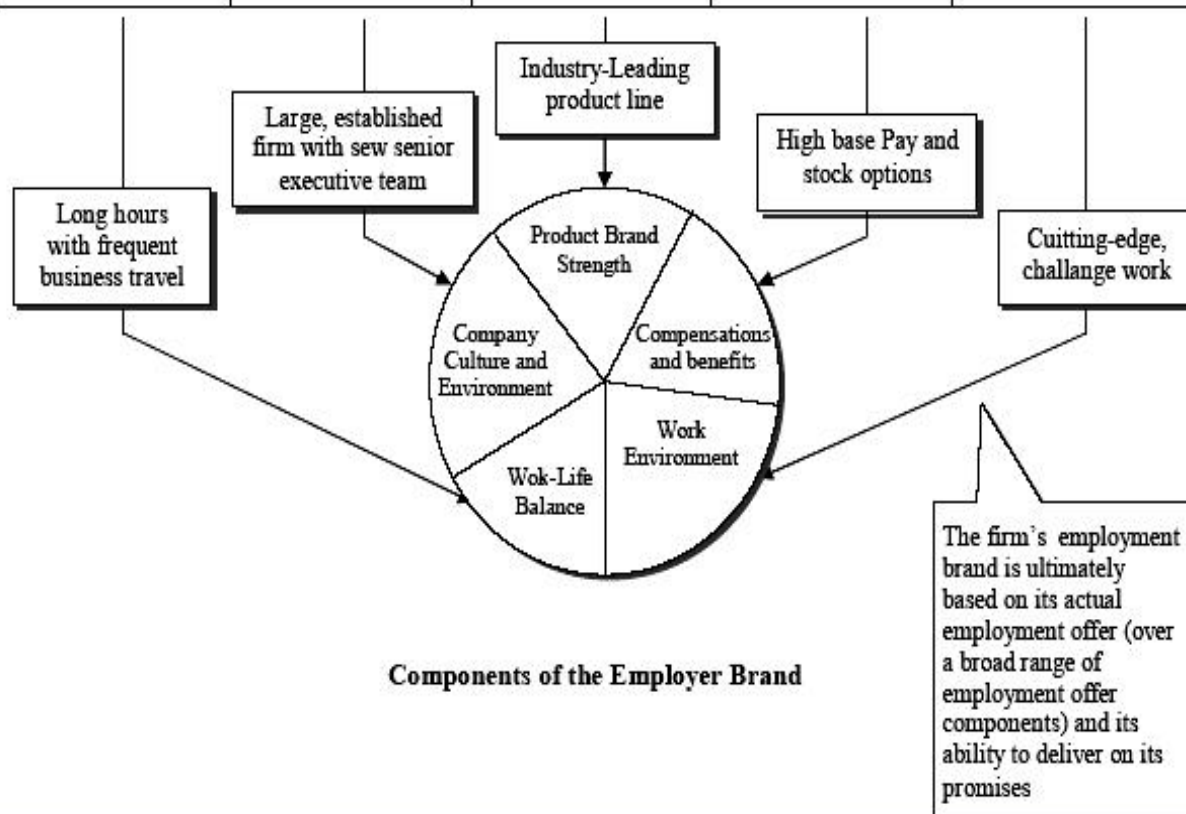 Industry-Leading
product line
Large, established
firm with sew senior
executive team
High base Pay and
stock options
Long hours
with frequent
business travel
Cuitting-edge,
challange work
Product Brand
Strength
Company
Culture and
Environment
Compensations
and benefits
Work
Environment
Wok-Life
Balance
The firm's employment
brand is ultimately
based on its actual
employment offer (over
a broad range of
employment offer
components) and its
ability to deliver on its
promises
Components of the Employer Brand